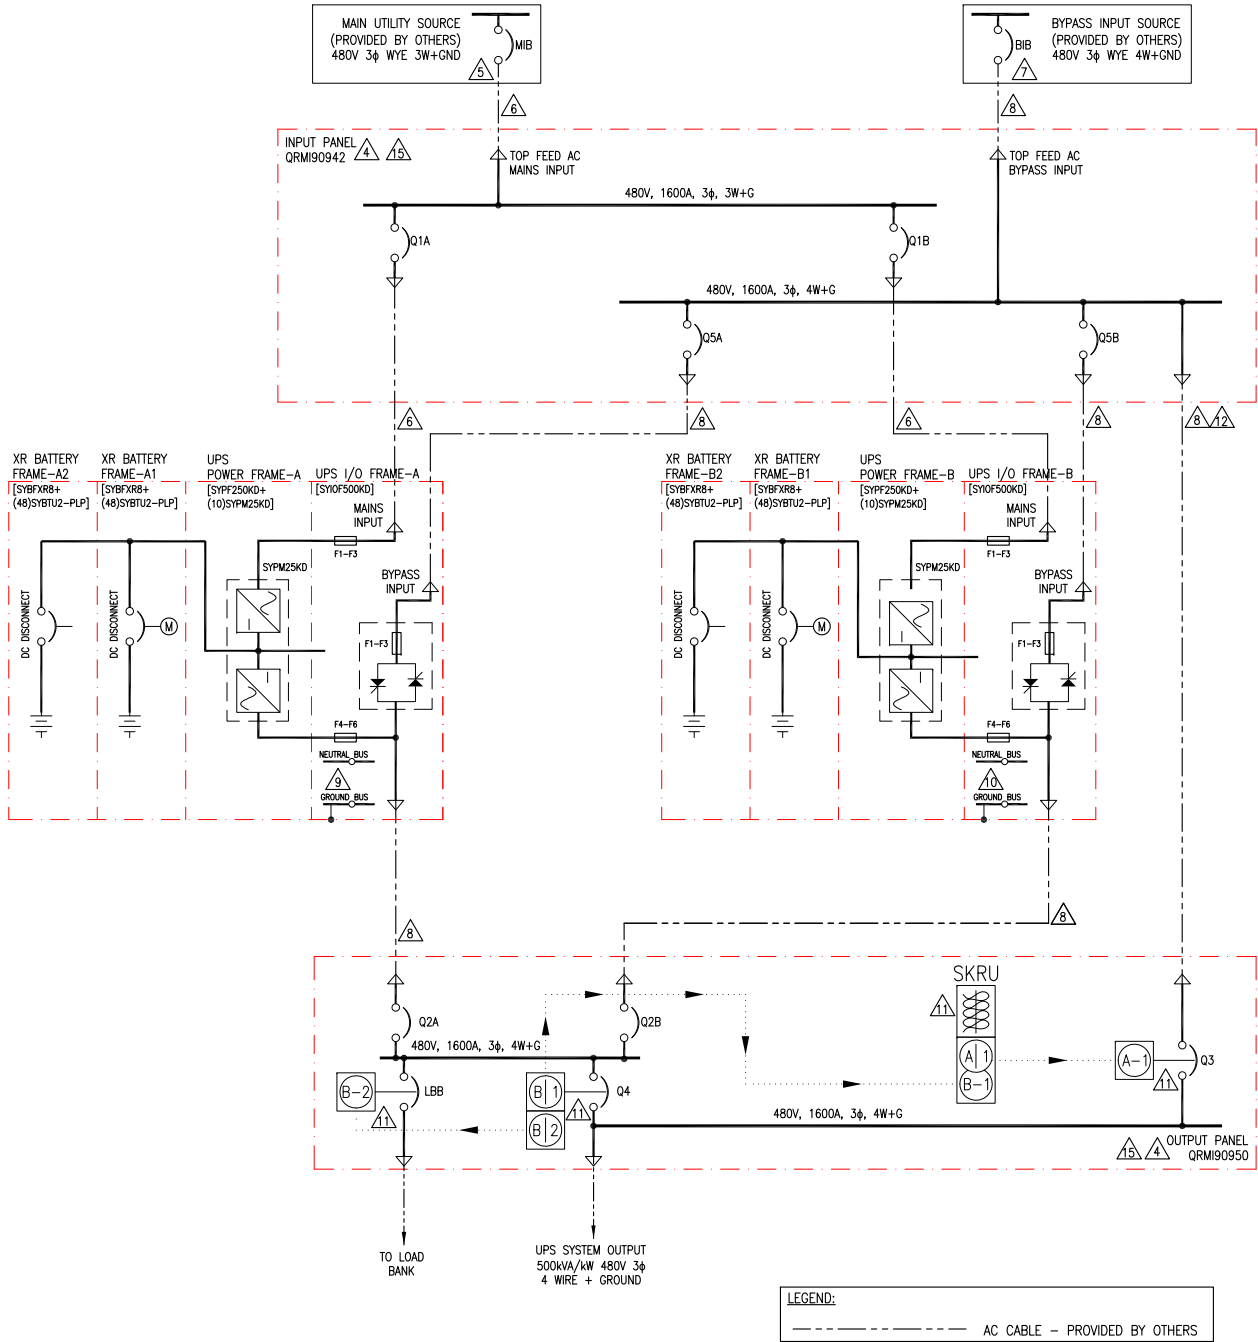 MAIN UTILITY SOURCE
(PROVIDED BY OTHERS)
480V 3ϕ WYE 3W+GND
MIB
5
BYPASS INPUT SOURCE
(PROVIDED BY OTHERS)
480V 3ϕ WYE 4W+GND
BIB
7
6
8
INPUT PANEL
QRMI90942
4
15
TOP FEED AC
MAINS INPUT
TOP FEED AC
BYPASS INPUT
480V, 1600A, 3ϕ, 3W+G
Q1A
Q1B
480V, 1600A, 3ϕ, 4W+G
Q5A
Q5B
6
8
6
8
8
12
XR BATTERY
FRAME-A2
[SYBFXR8+
(48)SYBTU2-PLP]
XR BATTERY
FRAME-A1
[SYBFXR8+
(48)SYBTU2-PLP]
UPS
POWER FRAME-A
[SYPF250KD+
(10)SYPM25KD]
UPS I/O FRAME-A
[SYIOF500KD]
MAINS
INPUT
F1-F3
SYPM25KD
BYPASS
INPUT
DC DISCONNECT
DC DISCONNECT
M
F1-F3
F4-F6
NEUTRAL BUS
9
GROUND BUS
XR BATTERY
FRAME-B2
[SYBFXR8+
(48)SYBTU2-PLP]
XR BATTERY
FRAME-B1
[SYBFXR8+
(48)SYBTU2-PLP]
UPS
POWER FRAME-B
[SYPF250KD+
(10)SYPM25KD]
UPS I/O FRAME-B
[SYIOF500KD]
MAINS
INPUT
F1-F3
SYPM25KD
BYPASS
INPUT
DC DISCONNECT
DC DISCONNECT
M
F1-F3
F4-F6
NEUTRAL BUS
10
GROUND BUS
8
8
SKRU
11
Q2A
Q2B
480V, 1600A, 3ϕ, 4W+G
A 1
B-1
A-1
Q3
11
B-2
LBB
11
B 1
B 2
Q4
11
480V, 1600A, 3ϕ, 4W+G
15
4
OUTPUT PANEL
QRMI90950
TO LOAD
BANK
UPS SYSTEM OUTPUT
500kVA/kW 480V 3ϕ
4 WIRE + GROUND
LEGEND:
AC CABLE - PROVIDED BY OTHERS